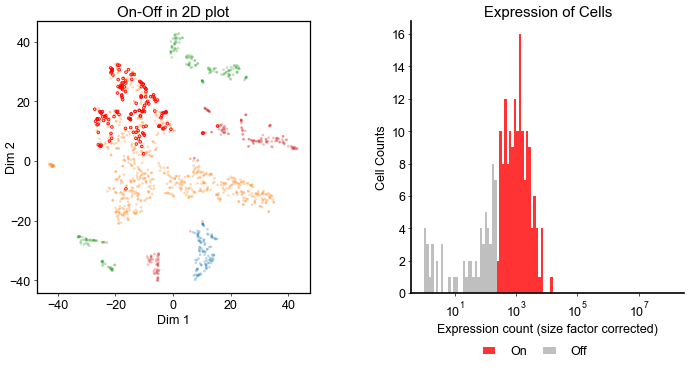 On-Off in 2D plot
Dim 2
40
20
0
−20
−40
−40 −20 0 20 40
Dim 1
Expression of Cells
Cell Counts
16
14
12
10
8
6
4
2
0
10^1 10^3 10^5 10^7
Expression count (size factor corrected)
On Off